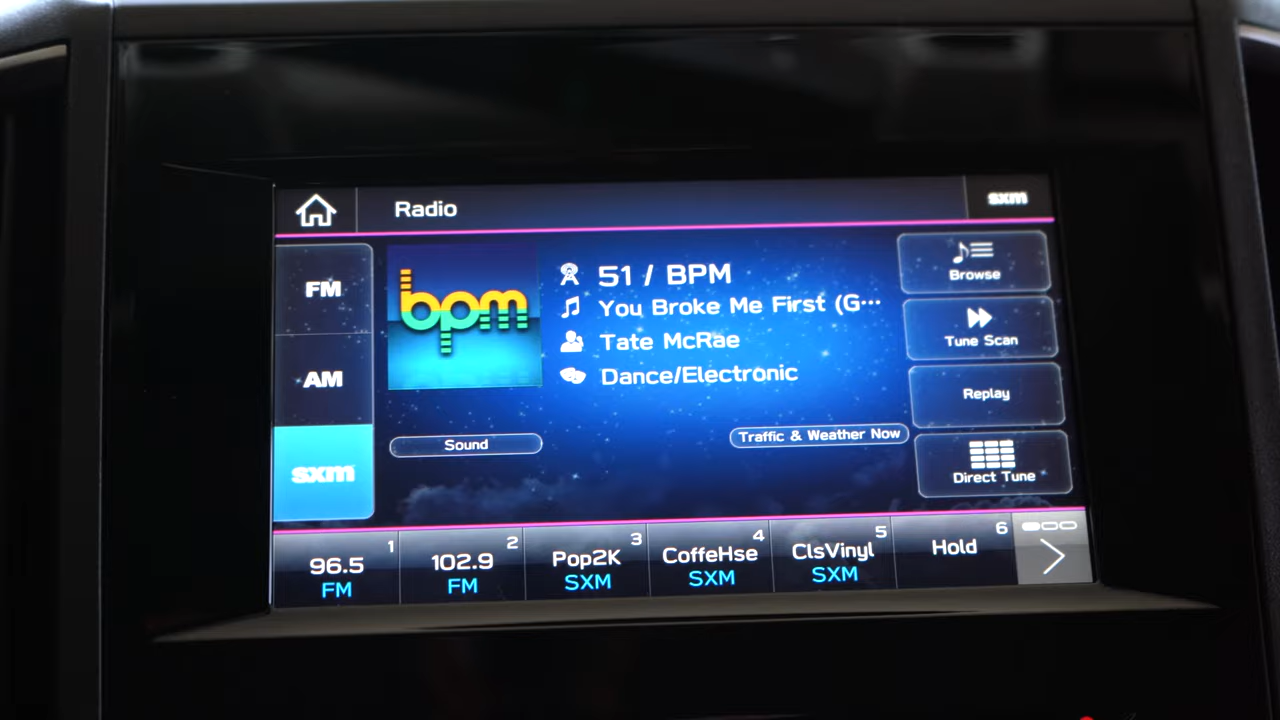 Radio
sxm
FM
AM
sxm
bpm
51 / BPM
You Broke Me First (G…
Tate McRae
Dance/Electronic
Sound
Traffic & Weather Now
Browse
Tune Scan
Replay
Direct Tune
1
96.5
FM
2
102.9
FM
3
Pop2K
SXM
4
CoffeHse
SXM
5
ClsVinyl
SXM
6
Hold